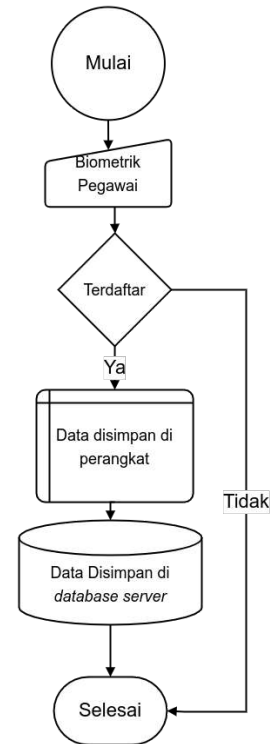 Mulai
Biometrik
Pegawai
Terdaftar
Ya
Data disimpan di
perangkat
Tidak
Data Disimpan di
database server
Selesai